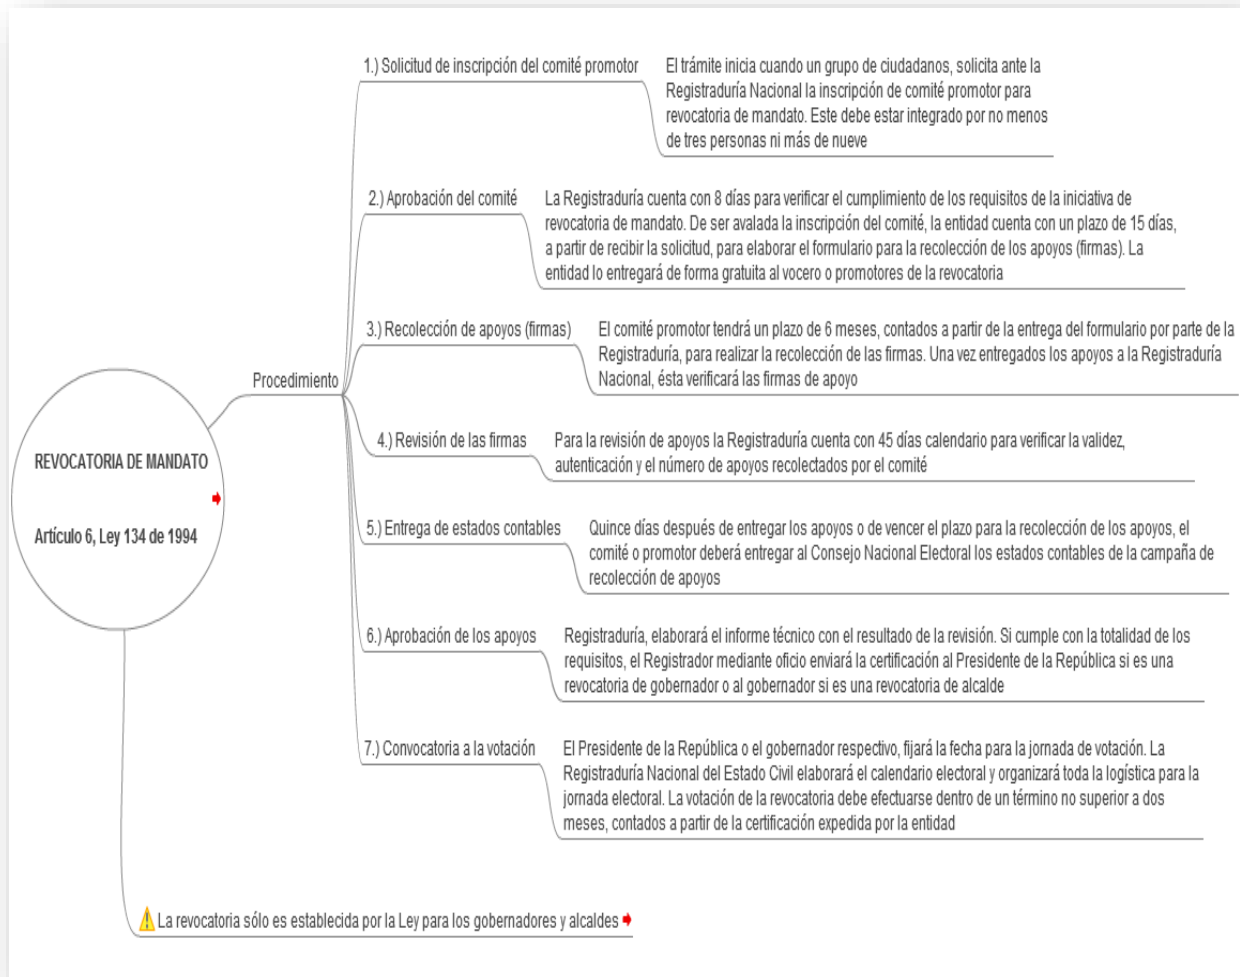 REVOCATORIA DE MANDATO
Artículo 6, Ley 134 de 1994
Procedimiento
1.) Solicitud de inscripción del comité promotor
El trámite inicia cuando un grupo de ciudadanos, solicita ante la
Registraduría Nacional la inscripción de comité promotor para
revocatoria de mandato. Este debe estar integrado por no menos
de tres personas ni más de nueve
2.) Aprobación del comité
La Registraduría cuenta con 8 días para verificar el cumplimiento de los requisitos de la iniciativa de
revocatoria de mandato. De ser avalada la inscripción del comité, la entidad cuenta con un plazo de 15 días,
a partir de recibir la solicitud, para elaborar el formulario para la recolección de los apoyos (firmas). La
entidad lo entregará de forma gratuita al vocero o promotores de la revocatoria
3.) Recolección de apoyos (firmas)
El comité promotor tendrá un plazo de 6 meses, contados a partir de la entrega del formulario por parte de la
Registraduría, para realizar la recolección de las firmas. Una vez entregados los apoyos a la Registraduría
Nacional, ésta verificará las firmas de apoyo
4.) Revisión de las firmas
Para la revisión de apoyos la Registraduría cuenta con 45 días calendario para verificar la validez,
autenticación y el número de apoyos recolectados por el comité
5.) Entrega de estados contables
Quince días después de entregar los apoyos o de vencer el plazo para la recolección de los apoyos, el
comité o promotor deberá entregar al Consejo Nacional Electoral los estados contables de la campaña de
recolección de apoyos
6.) Aprobación de los apoyos
Registraduría, elaborará el informe técnico con el resultado de la revisión. Si cumple con la totalidad de los
requisitos, el Registrador mediante oficio enviará la certificación al Presidente de la República si es una
revocatoria de gobernador o al gobernador si es una revocatoria de alcalde
7.) Convocatoria a la votación
El Presidente de la República o el gobernador respectivo, fijará la fecha para la jornada de votación. La
Registraduría Nacional del Estado Civil elaborará el calendario electoral y organizará toda la logística para la
jornada electoral. La votación de la revocatoria debe efectuarse dentro de un término no superior a dos
meses, contados a partir de la certificación expedida por la entidad
La revocatoria sólo es establecida por la Ley para los gobernadores y alcaldes